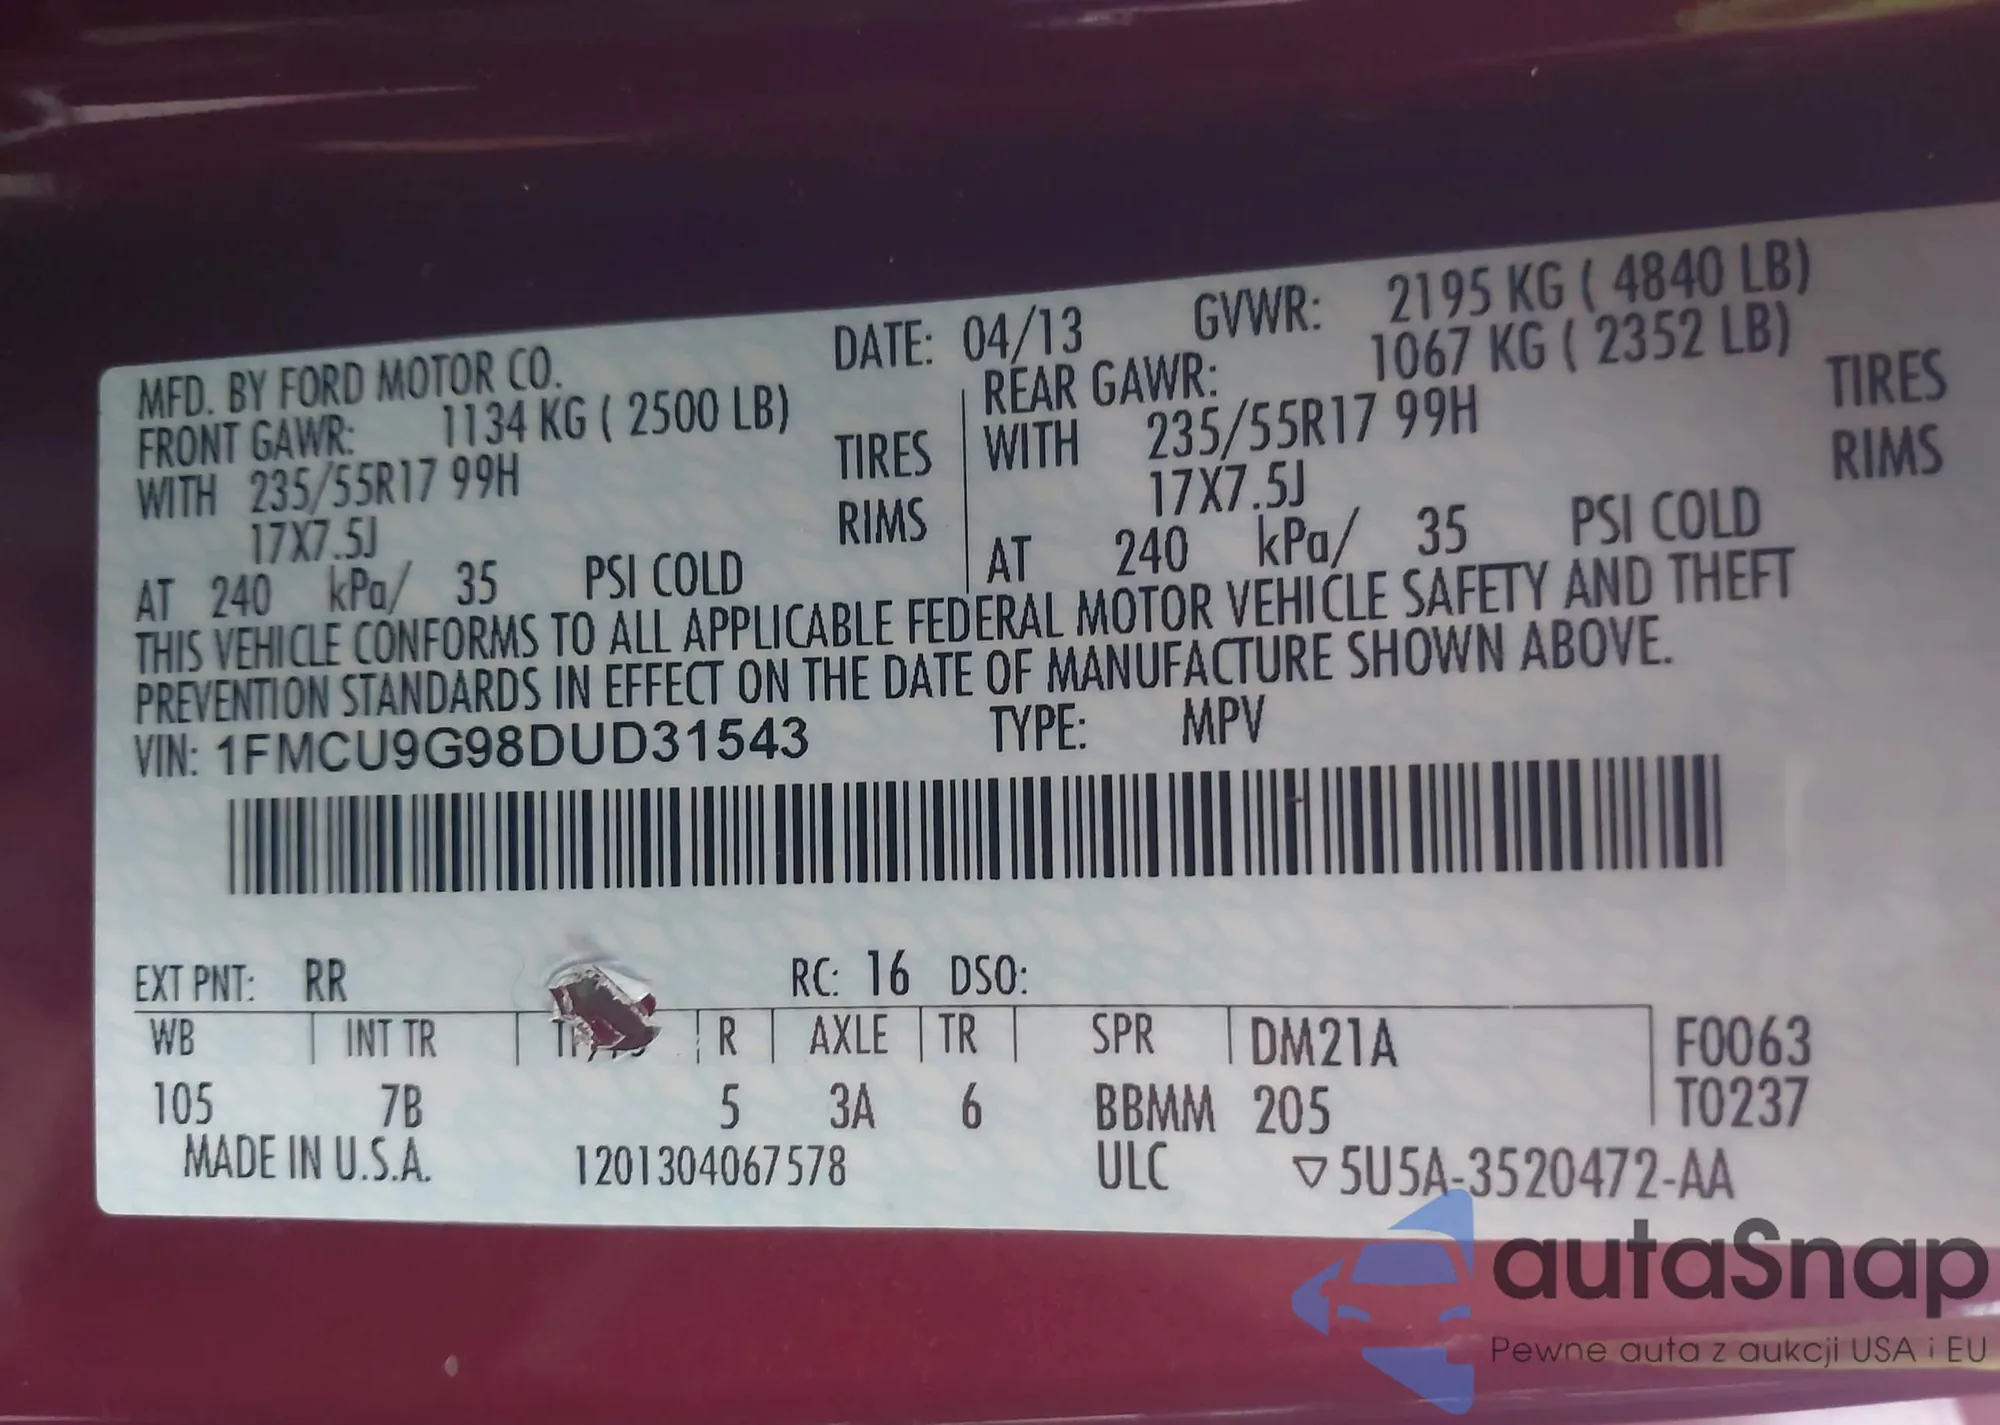 MFD. BY FORD MOTOR CO. DATE: 04/13 GVWR: 2195 KG ( 4840 LB)
FRONT GAWR: 1134 KG ( 2500 LB) REAR GAWR: 1067 KG ( 2352 LB)
WITH 235/55R17 99H TIRES WITH 235/55R17 99H TIRES
17X7.5J RIMS 17X7.5J RIMS
AT 240 kPa/ 35 PSI COLD AT 240 kPa/ 35 PSI COLD
THIS VEHICLE CONFORMS TO ALL APPLICABLE FEDERAL MOTOR VEHICLE SAFETY AND THEFT
PREVENTION STANDARDS IN EFFECT ON THE DATE OF MANUFACTURE SHOWN ABOVE.
VIN: 1FMCU9G98DUD31543 TYPE: MPV
EXT PNT: RR RC: 16 DSO:
WB INT TR R AXLE TR SPR DM21A F0063
105 7B 5 3A 6 BBMM 205 T0237
MADE IN U.S.A. 1201304067578 ULC ▽5U5A-3520472-AA
autaSnap
Pewne auta z aukcji USA i EU